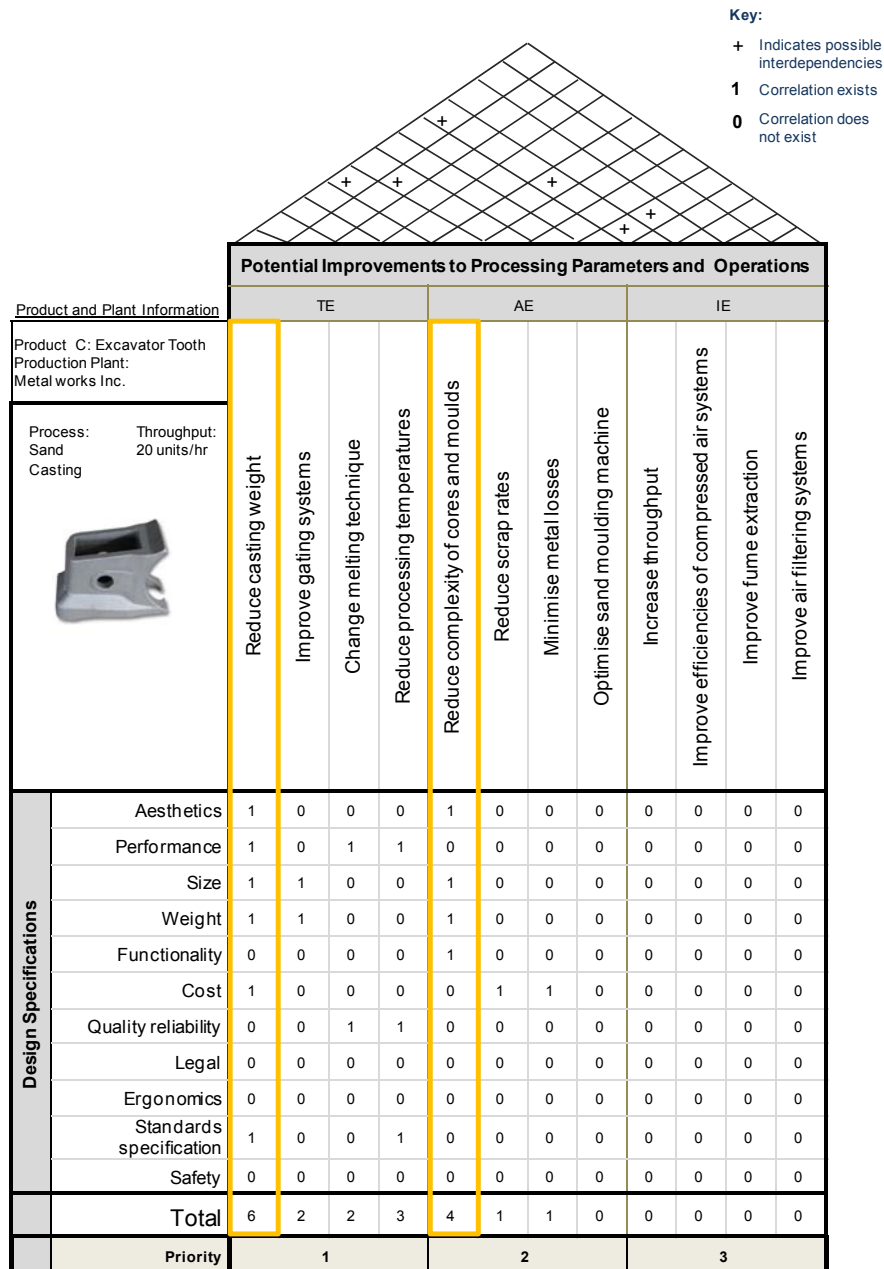 Key:
+ Indicates possible
interdependencies
1 Correlation exists
0 Correlation does
not exist
+
+ + +
+
+
Potential Improvements to Processing Parameters and Operations
Product and Plant Information
TE AE IE
Product C: Excavator Tooth
Production Plant:
Metal works Inc.
Process: Throughput:
Sand 20 units/hr
Casting
Reduce casting weight
Improve gating systems
Change melting technique
Reduce processing temperatures
Reduce complexity of cores and moulds
Reduce scrap rates
Minimise metal losses
Optimise sand moulding machine
Increase throughput
Improve efficiencies of compressed air systems
Improve fume extraction
Improve air filtering systems
Design Specifications
Aesthetics 1 0 0 0 1 0 0 0 0 0 0 0
Performance 1 0 1 1 0 0 0 0 0 0 0 0
Size 1 1 0 0 1 0 0 0 0 0 0 0
Weight 1 1 0 0 1 0 0 0 0 0 0 0
Functionality 0 0 0 0 1 0 0 0 0 0 0 0
Cost 1 0 0 0 0 1 1 0 0 0 0 0
Quality reliability 0 0 1 1 0 0 0 0 0 0 0 0
Legal 0 0 0 0 0 0 0 0 0 0 0 0
Ergonomics 0 0 0 0 0 0 0 0 0 0 0 0
Standards
specification 1 0 0 1 0 0 0 0 0 0 0 0
Safety 0 0 0 0 0 0 0 0 0 0 0 0
Total 6 2 2 3 4 1 1 0 0 0 0 0
Priority 1 2 3